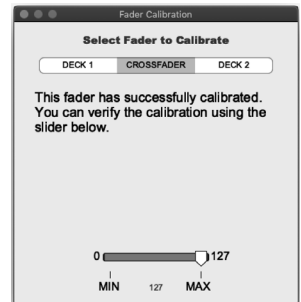 Fader Calibration
Select Fader to Calibrate
DECK 1 CROSSFADER DECK 2
This fader has successfully calibrated.
You can verify the calibration using the
slider below.
0 127
MIN 127 MAX